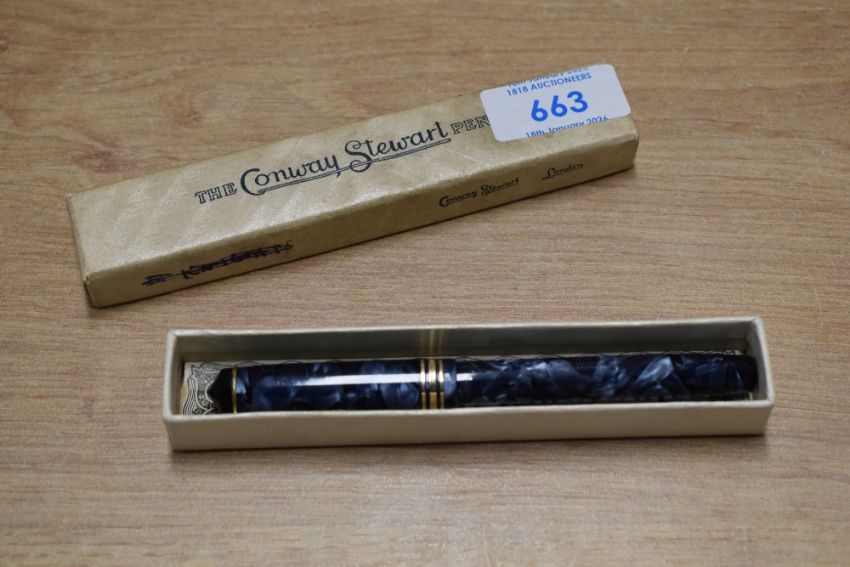 THE Conway Stewart PEN
Conway Stewart London
1818 AUCTIONEERS
663
18th January 2026